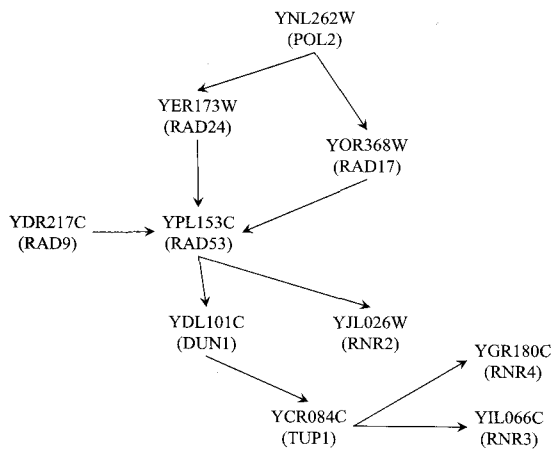 YNL262W
(POL2)
YER173W
(RAD24)
YOR368W
(RAD17)
YDR217C
(RAD9)
YPL153C
(RAD53)
YDL101C
(DUN1)
YJL026W
(RNR2)
YGR180C
(RNR4)
YCR084C
(TUP1)
YIL066C
(RNR3)